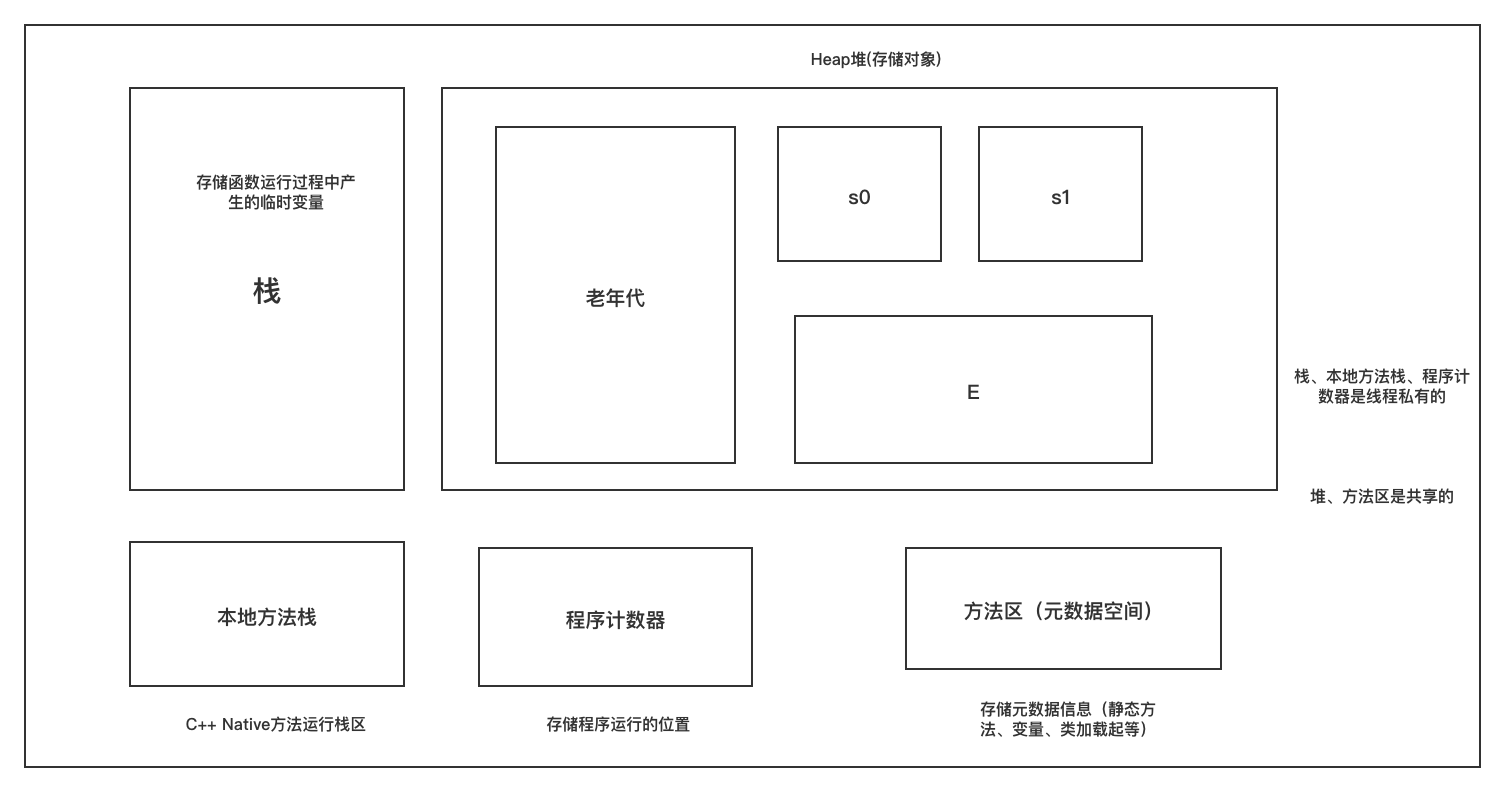 Heap堆(存储对象)
存储函数运行过程中产
生的临时变量
栈
老年代
s0
s1
E
栈、本地方法栈、程序计
数器是线程私有的
堆、方法区是共享的
本地方法栈
程序计数器
方法区（元数据空间）
C++ Native方法运行栈区
存储程序运行的位置
存储元数据信息（静态方
法、变量、类加载起等）